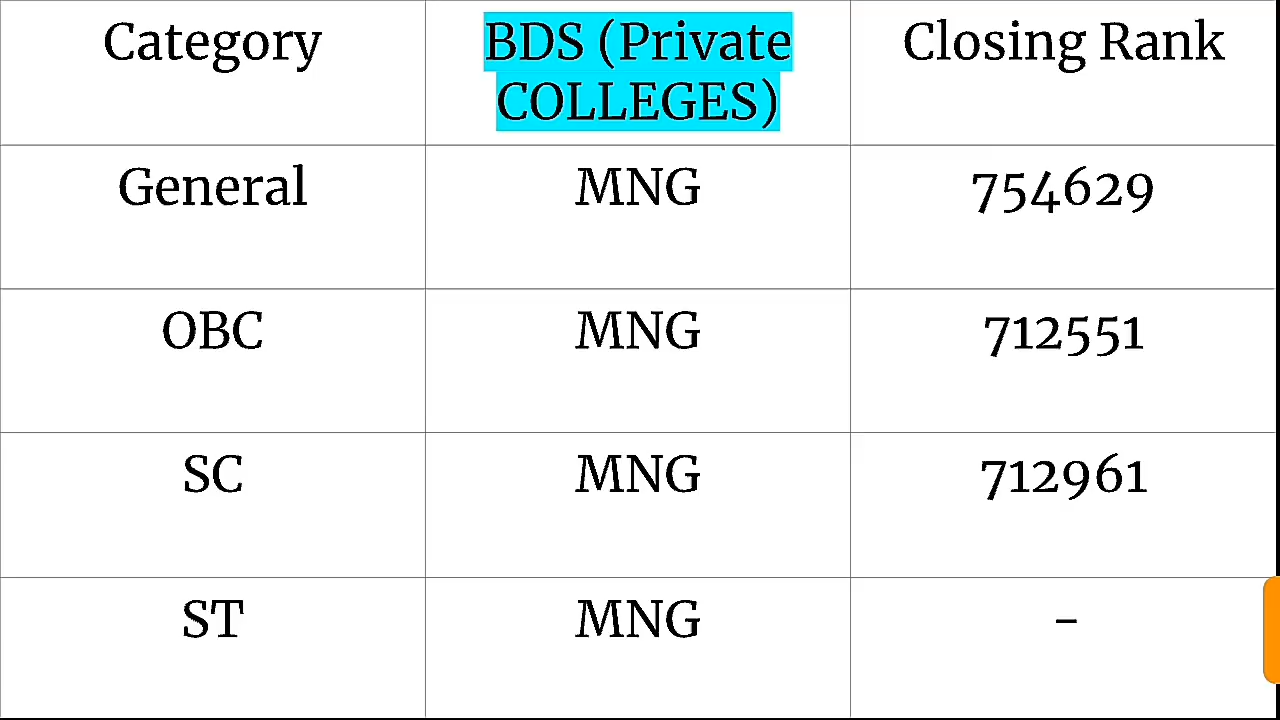 Category BDS (Private COLLEGES) Closing Rank
General MNG 754629
OBC MNG 712551
SC MNG 712961
ST MNG -